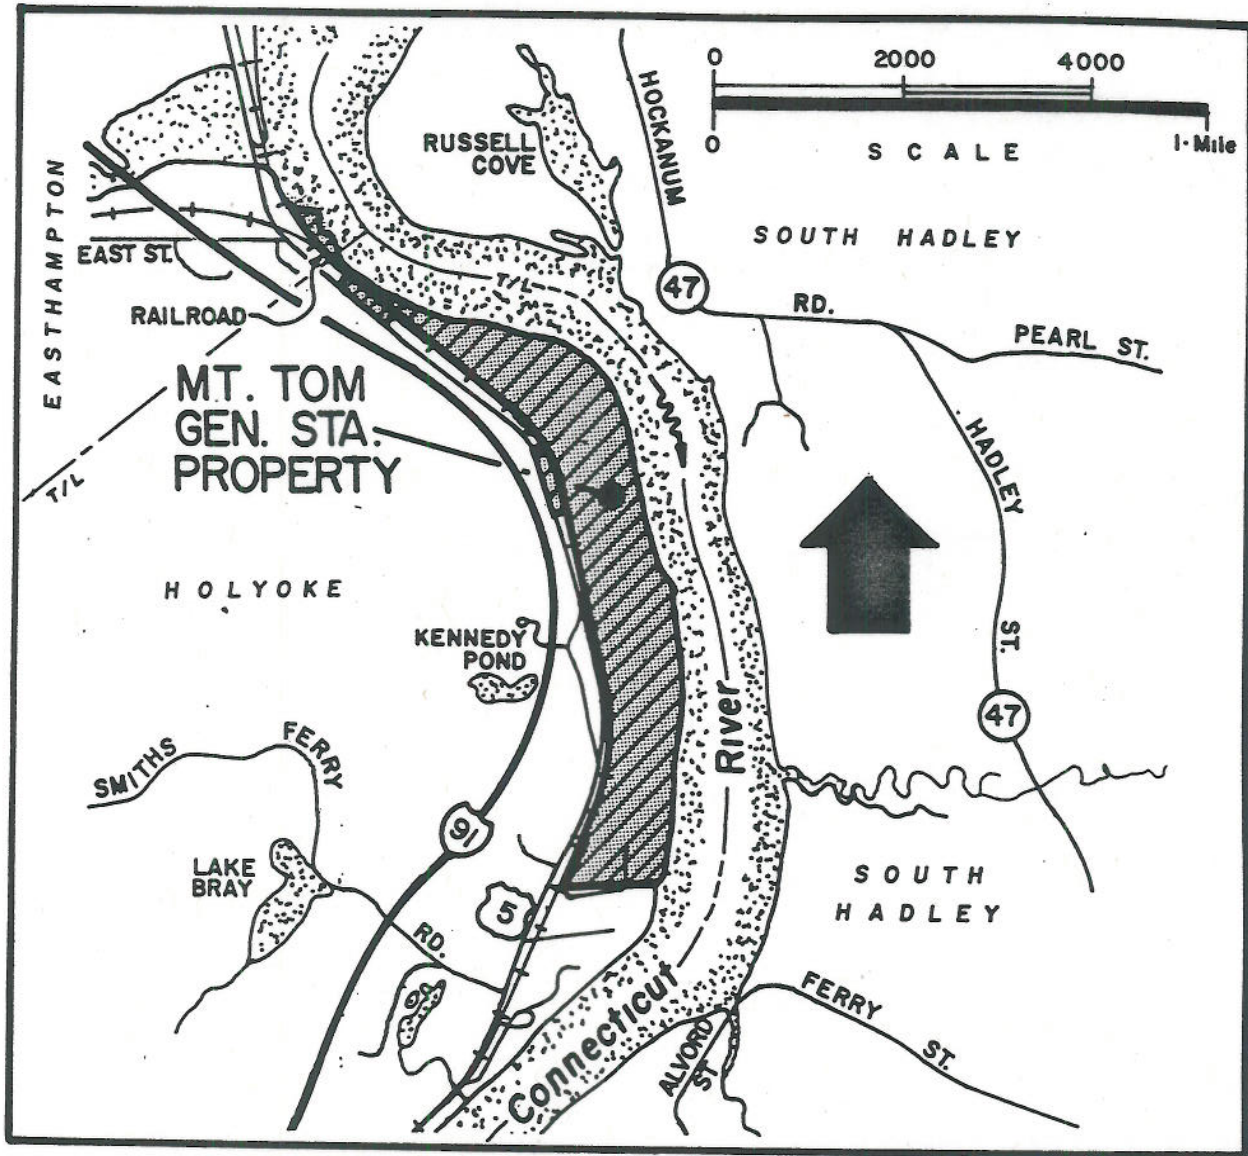 0 2000 4000
0 1-Mile
SCALE
HOCKANUM
RUSSELL
COVE
SOUTH HADLEY
EASTHAMPTON
EAST ST.
T/L
47
RD.
PEARL ST.
RAILROAD
MT. TOM
GEN. STA.
PROPERTY
T/L
HADLEY
ST.
HOLYOKE
KENNEDY
POND
River
47
SMITHS
FERRY
91
LAKE
BRAY
5
RD.
SOUTH
HADLEY
Connecticut
ALVORD
ST.
FERRY
ST.